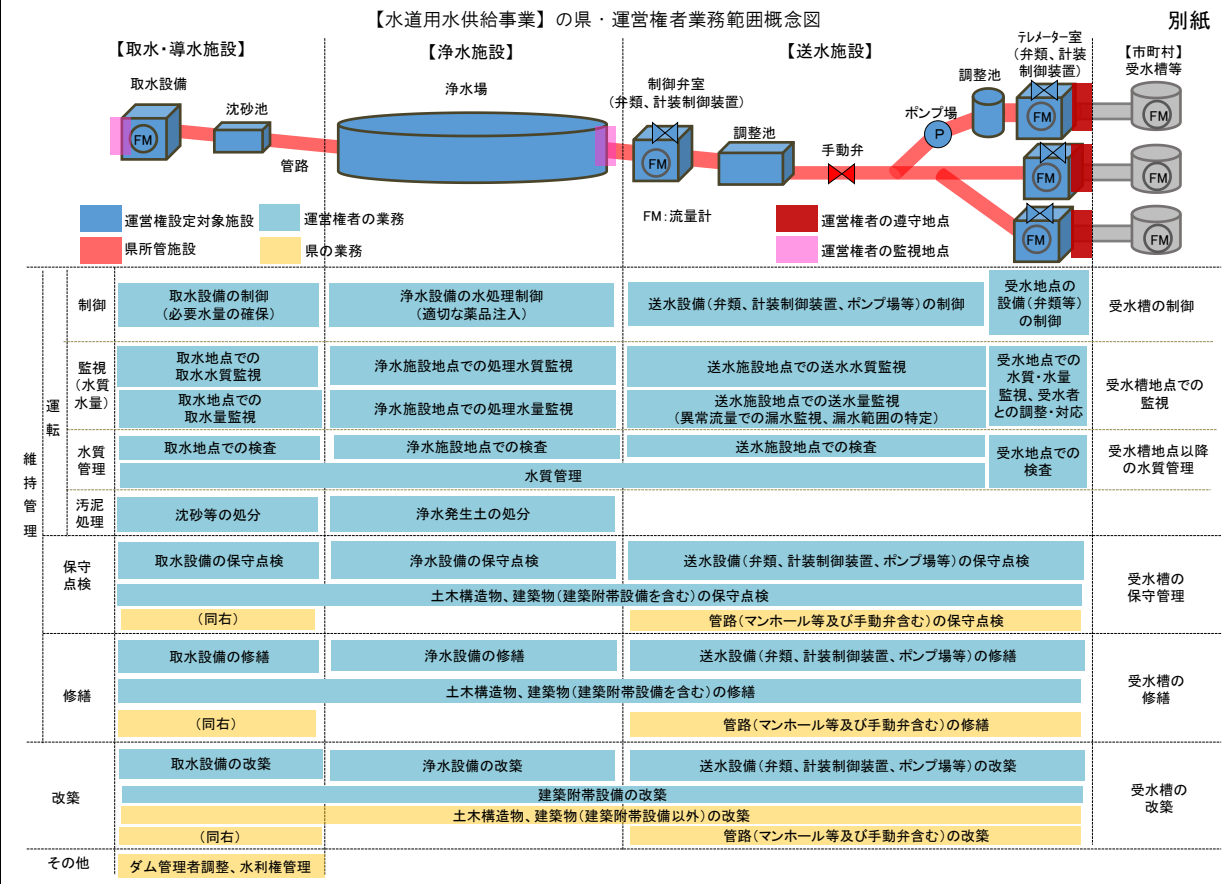 【水道用水供給事業】の県・運営権者業務範囲概念図
別紙
【取水・導水施設】
【浄水施設】
【送水施設】
テレメーター室
(弁類、計装
制御装置)
【市町村】
受水槽等
取水設備
沈砂池
管路
浄水場
制御弁室
(弁類、計装制御装置)
調整池
手動弁
ポンプ場
調整池
FM
FM
P
FM
FM
FM
FM
FM
FM
FM:流量計
運営権設定対象施設
運営権者の業務
県所管施設
県の業務
運営権者の遵守地点
運営権者の監視地点
維持管理
運転
制御
取水設備の制御
(必要水量の確保)
浄水設備の水処理制御
(適切な薬品注入)
送水設備(弁類、計装制御装置、ポンプ場等)の制御
受水地点の
設備(弁類等)
の制御
受水槽の制御
監視
(水質
水量)
取水地点での
取水水質監視
浄水施設地点での処理水質監視
送水施設地点での送水水質監視
取水地点での
取水量監視
浄水施設地点での処理水量監視
送水施設地点での送水量監視
(異常流量での漏水監視、漏水範囲の特定)
受水地点での
水質・水量
監視、受水者
との調整・対応
受水槽地点での
監視
水質
管理
取水地点での検査
浄水施設地点での検査
送水施設地点での検査
水質管理
受水地点での
検査
受水槽地点以降
の水質管理
汚泥
処理
沈砂等の処分
浄水発生土の処分
保守
点検
取水設備の保守点検
浄水設備の保守点検
送水設備(弁類、計装制御装置、ポンプ場等)の保守点検
土木構造物、建築物(建築附帯設備を含む)の保守点検
(同右)
管路(マンホール等及び手動弁含む)の保守点検
受水槽の
保守管理
修繕
取水設備の修繕
浄水設備の修繕
送水設備(弁類、計装制御装置、ポンプ場等)の修繕
土木構造物、建築物(建築附帯設備を含む)の修繕
(同右)
管路(マンホール等及び手動弁含む)の修繕
受水槽の
修繕
改築
取水設備の改築
浄水設備の改築
送水設備(弁類、計装制御装置、ポンプ場等)の改築
建築附帯設備の改築
土木構造物、建築物(建築附帯設備以外)の改築
(同右)
管路(マンホール等及び手動弁含む)の改築
受水槽の
改築
その他
ダム管理者調整、水利権管理